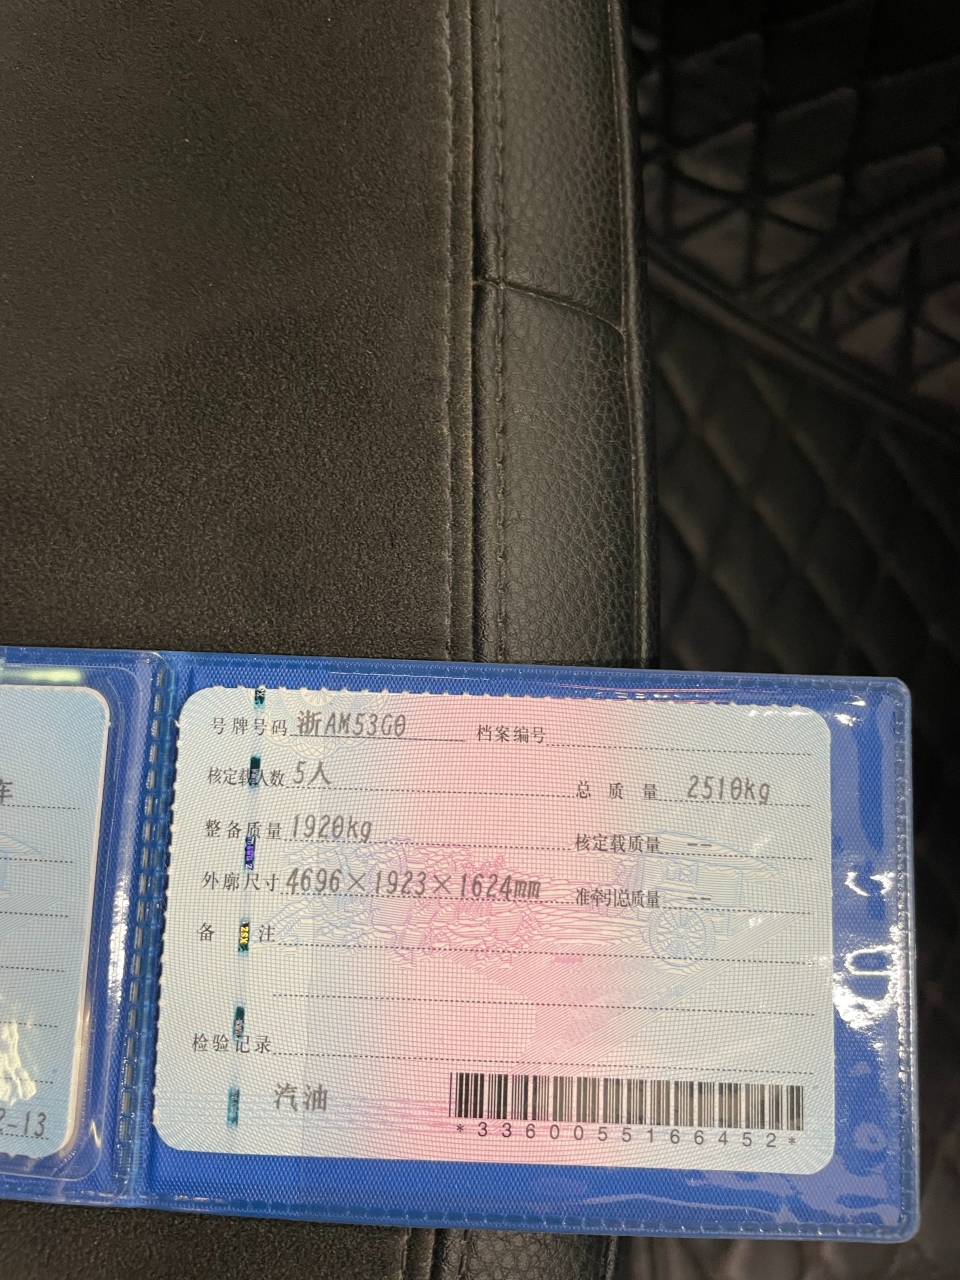 车
2-13
号牌号码 浙AM53G0 档案编号
核定载人数 5人 总质量 2510kg
整备质量 1920kg 核定载质量 --
外廓尺寸 4696×1923×1624mm 准牵引总质量 --
备注
检验记录
汽油
*3360055166452*